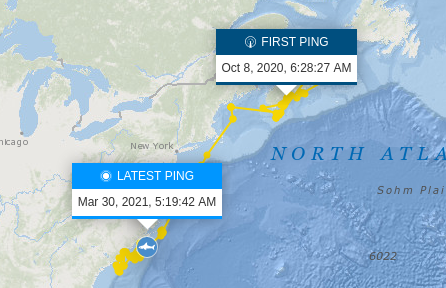 FIRST PING
Oct 8, 2020, 6:28:27 AM
hicago
New York
NORTH ATLA
LATEST PING
Sohm Plai
Mar 30, 2021, 5:19:42 AM
6022